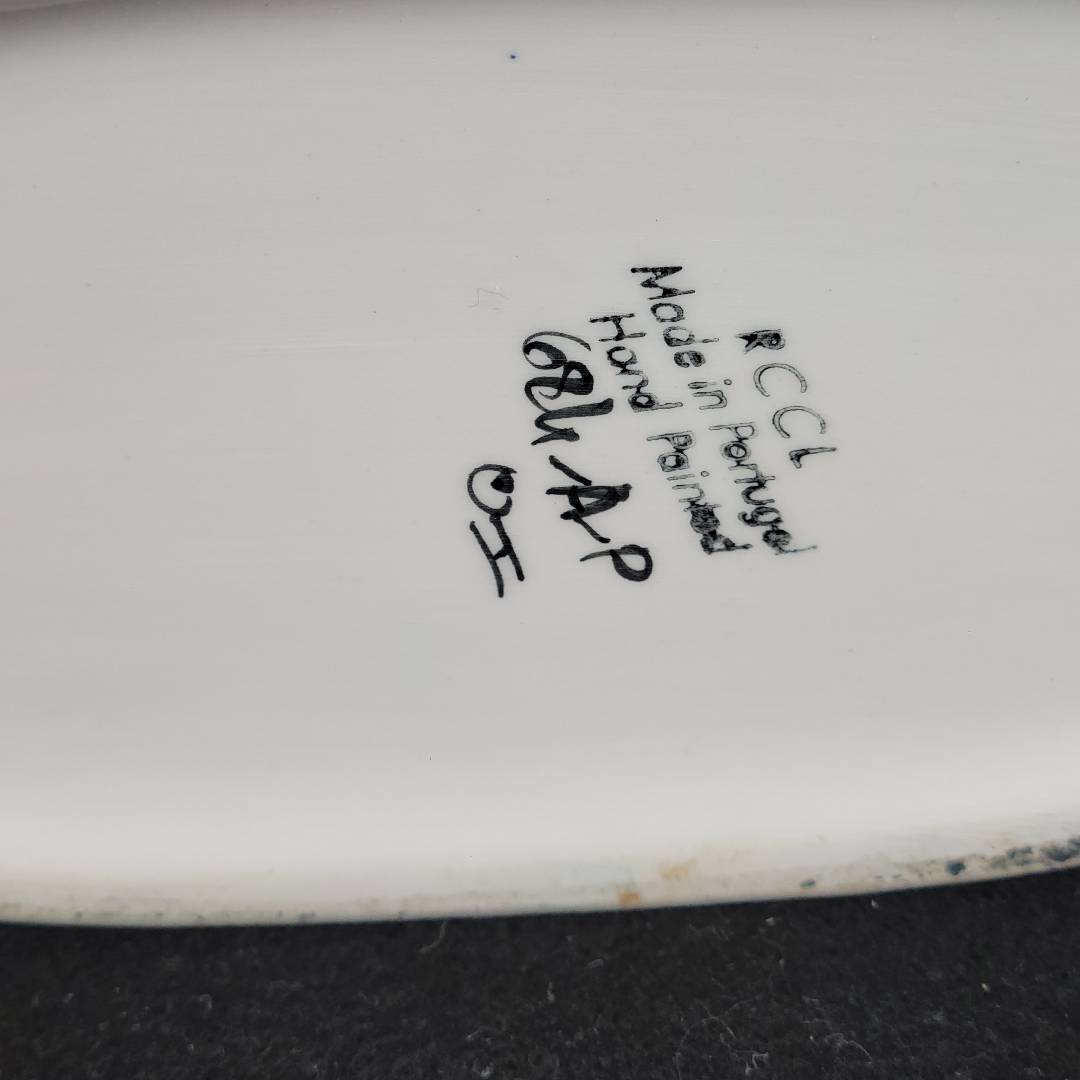 RCCL
Made in Portugal
Hand Painted
A.P